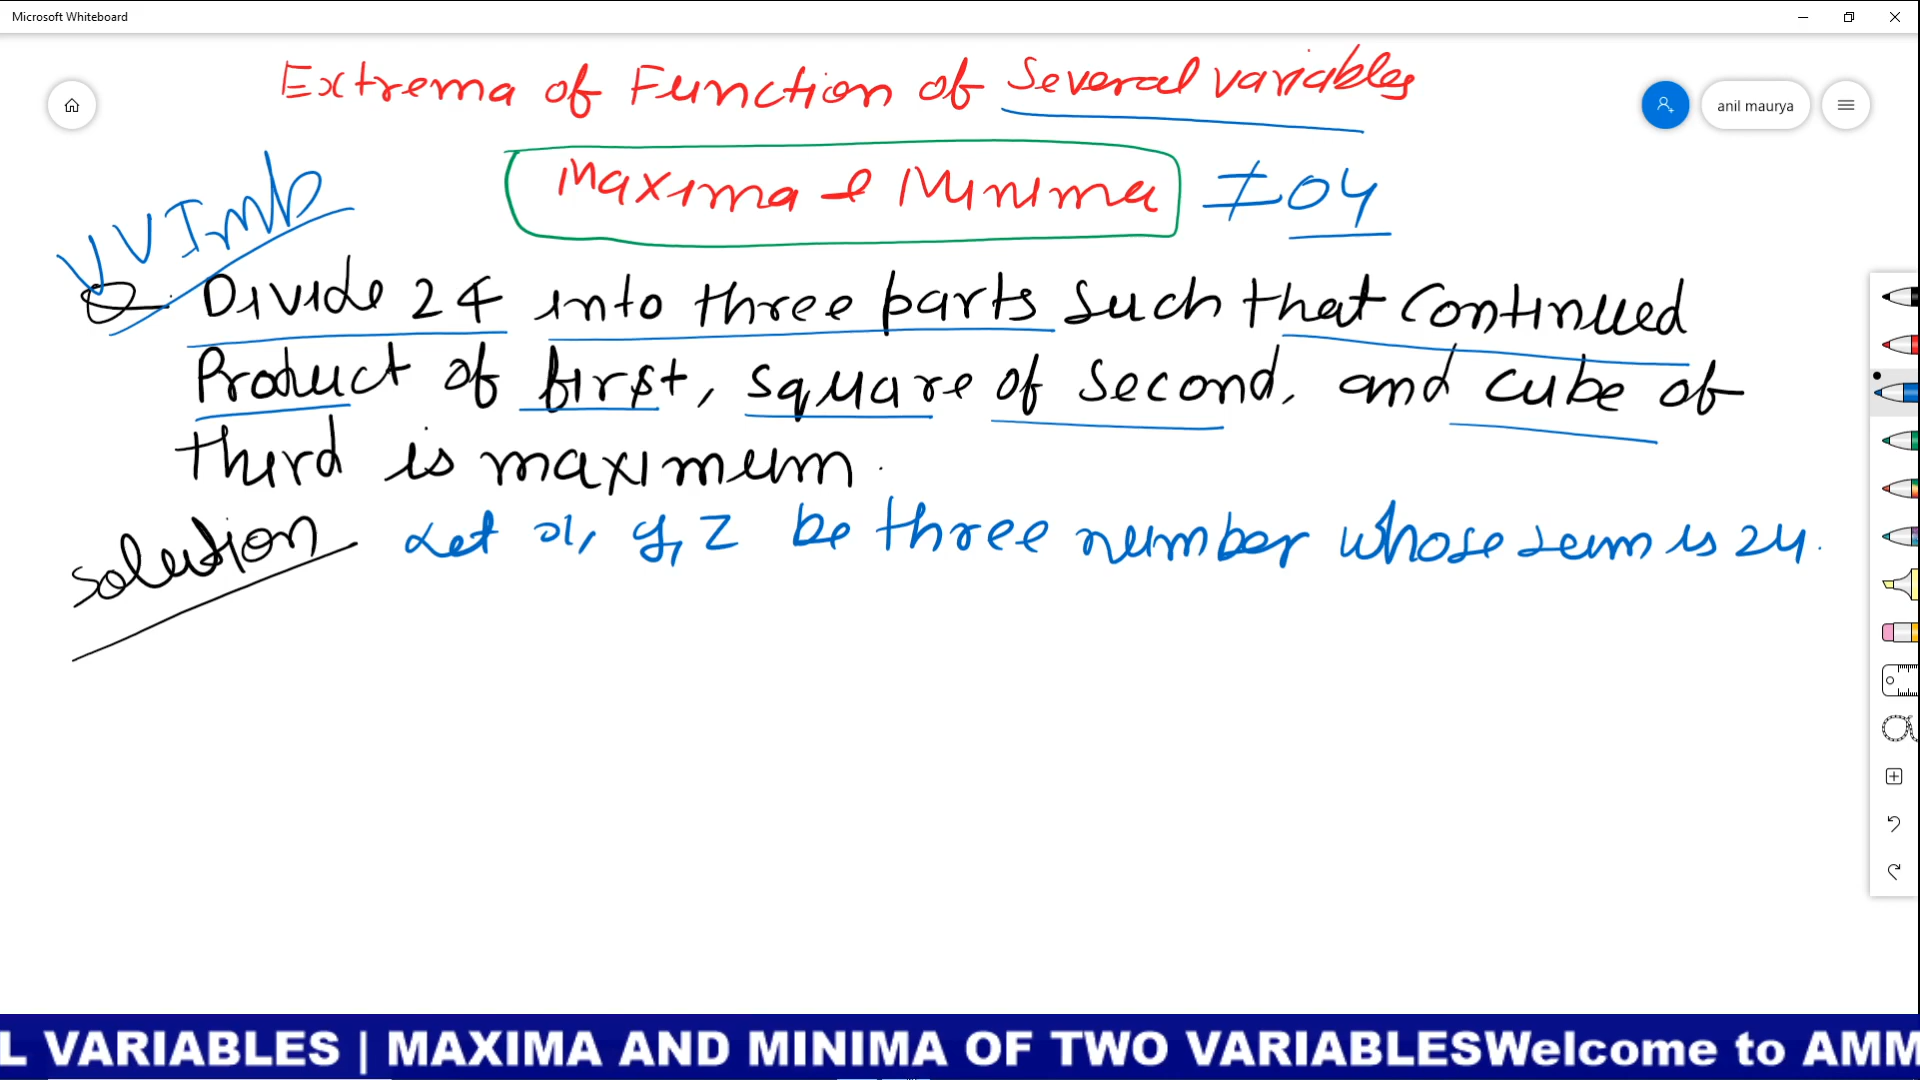 Microsoft Whiteboard
Extrema of Function of Several variables
anil maurya
Maxima & Minima #04
VVImp
Q. Divide 24 into three parts such that continued
Product of first, square of second, and cube of
third is maximum.
Solution Let x, y, z be three number whose sum is 24.
L VARIABLES | MAXIMA AND MINIMA OF TWO VARIABLESWelcome to AMM